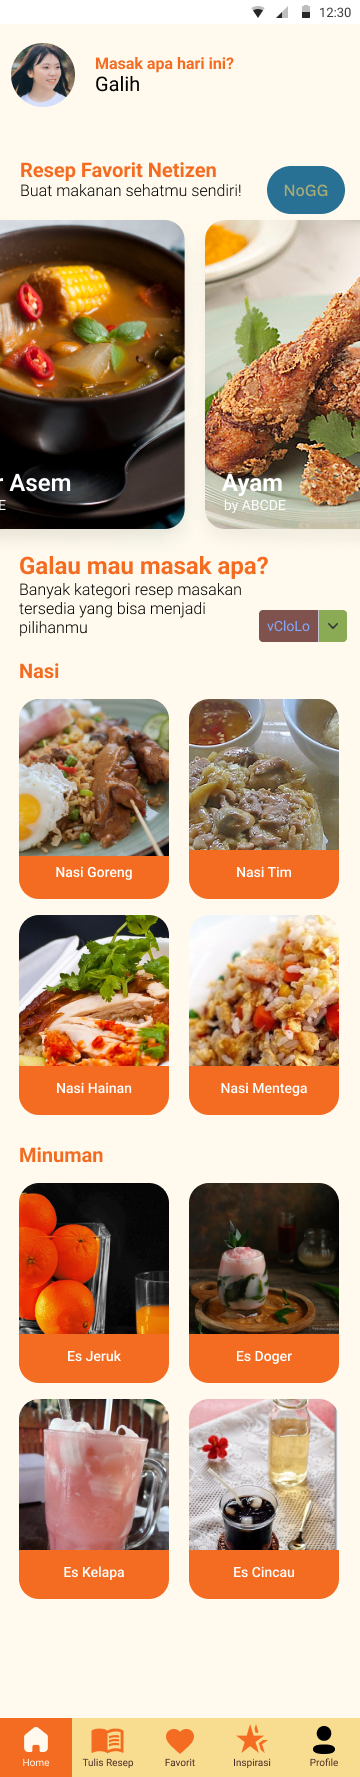 12:30
Masak apa hari ini?
Galih
Resep Favorit Netizen
Buat makanan sehatmu sendiri!
NoGG
r Asem
E
Ayam
by ABCDE
Galau mau masak apa?
Banyak kategori resep masakan
tersedia yang bisa menjadi
pilihanmu
vCloLo
Nasi
Nasi Goreng
Nasi Tim
Nasi Hainan
Nasi Mentega
Minuman
Es Jeruk
Es Doger
Es Kelapa
Es Cincau
Home
Tulis Resep
Favorit
Inspirasi
Profile